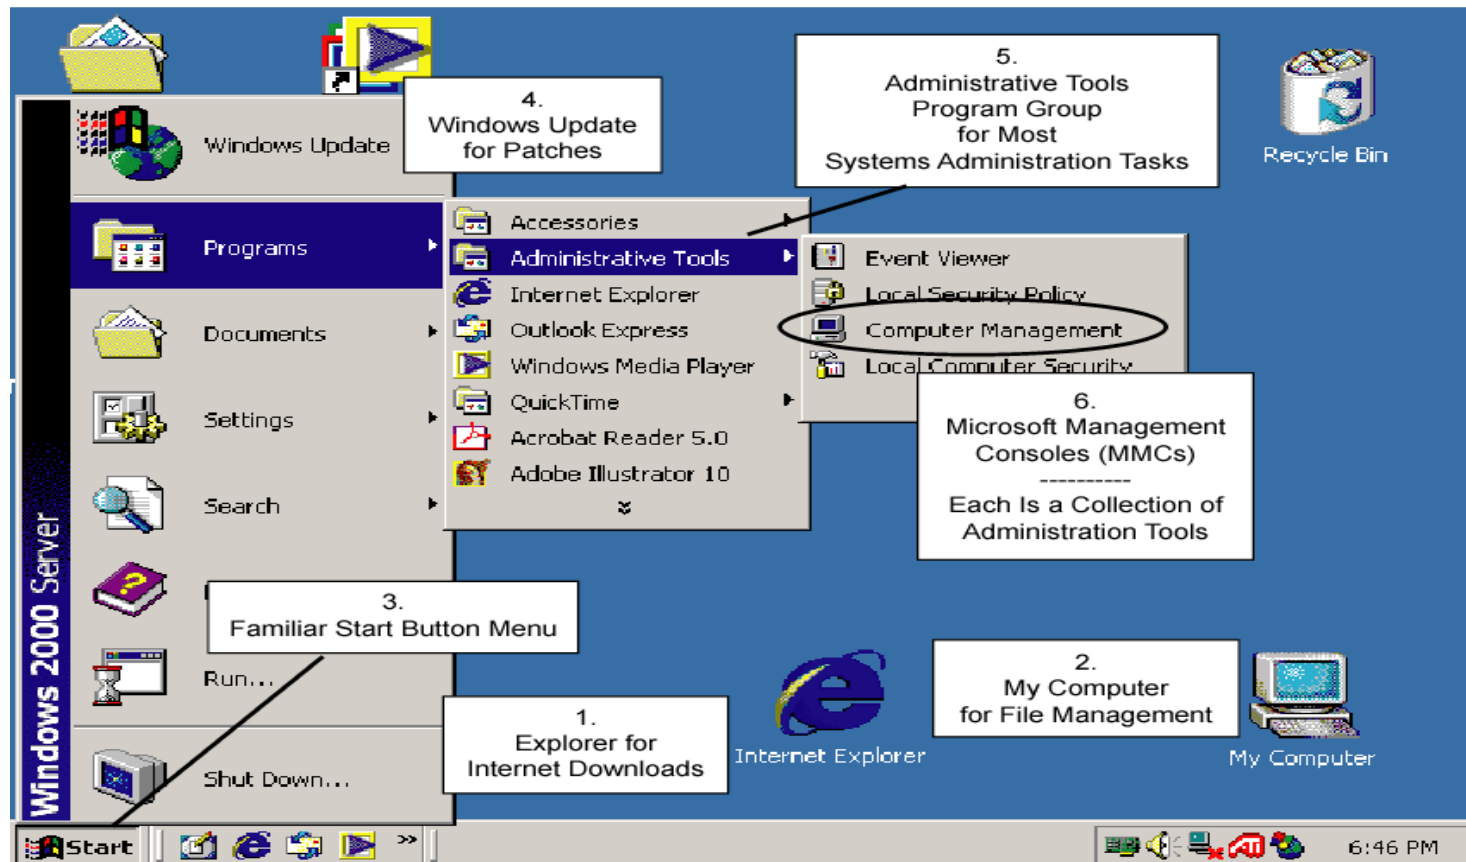 4.
Windows Update
for Patches
5.
Administrative Tools
Program Group
for Most
Systems Administration Tasks
Recycle Bin
Windows Update
Programs
Documents
Settings
Search
Run...
Shut Down...
Windows 2000 Server
Accessories
Administrative Tools
Internet Explorer
Outlook Express
Windows Media Player
QuickTime
Acrobat Reader 5.0
Adobe Illustrator 10
Event Viewer
Local Security Policy
Computer Management
Local Computer Security
6.
Microsoft Management
Consoles (MMCs)
----------
Each Is a Collection of
Administration Tools
3.
Familiar Start Button Menu
1.
Explorer for
Internet Downloads
Internet Explorer
2.
My Computer
for File Management
My Computer
Start
6:46 PM